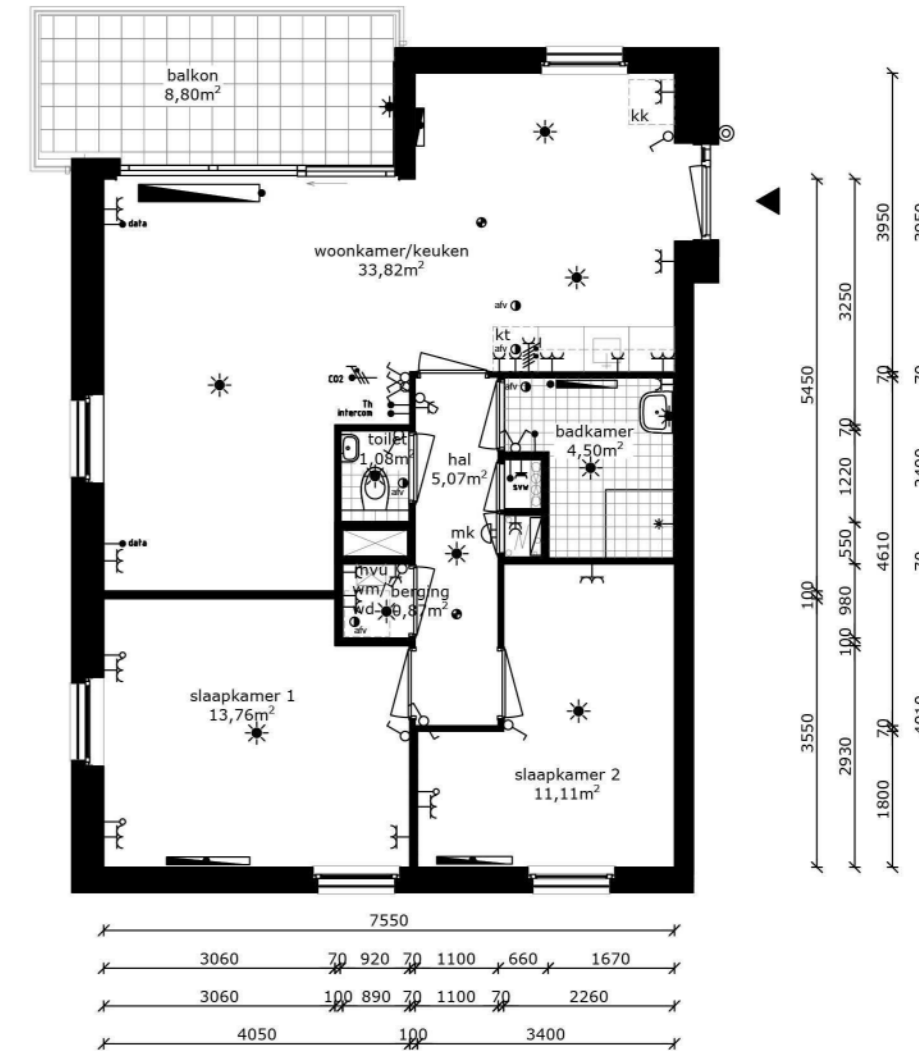 balkon
8,80m²
kk
data
woonkamer/keuken
33,82m²
afv
kt
afv
CO2
Th
intercom
afv
toilet
1,08m²
afv
hal
5,07m²
badkamer
4,50m²
mk
data
mvu
wm/
wd
berging
0,87m²
afv
slaapkamer 1
13,76m²
slaapkamer 2
11,11m²
5450
100
3550
3250
70
1220
550
980
100
2930
3950
70
4610
70
1800
7550
3060 70 920 70 1100 660 1670
3060 100 890 70 1100 70 2260
4050 100 3400